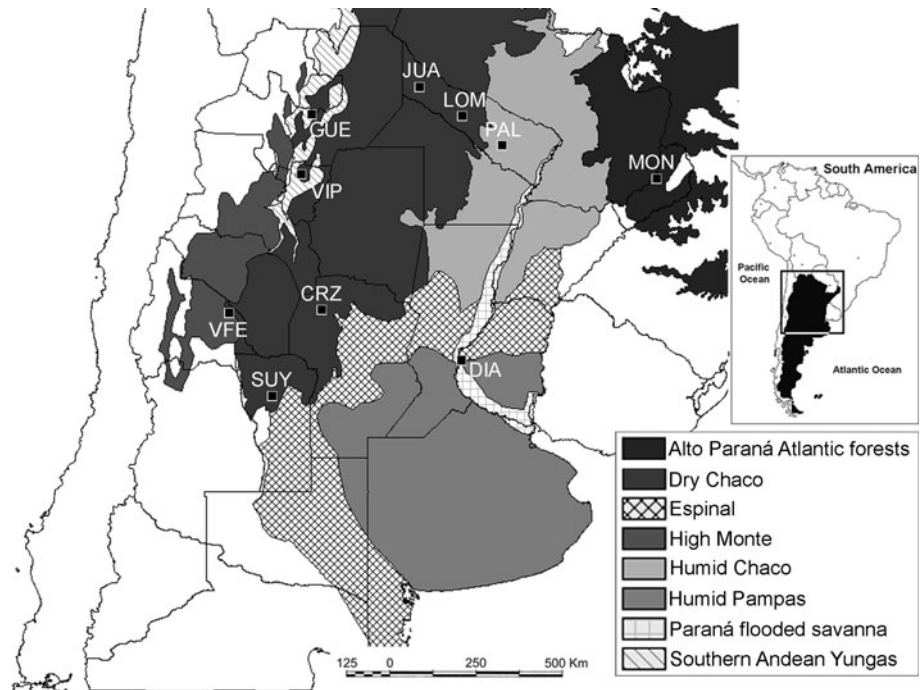 JUA
LOM
GUE
PAL
MON
VIP
South America
Pacific
Ocean
CRZ
VFE
DIA
SUY
Atlantic Ocean
Alto Paraná Atlantic forests
Dry Chaco
Espinal
High Monte
Humid Chaco
Humid Pampas
Paraná flooded savanna
Southern Andean Yungas
125 0 250 500 Km